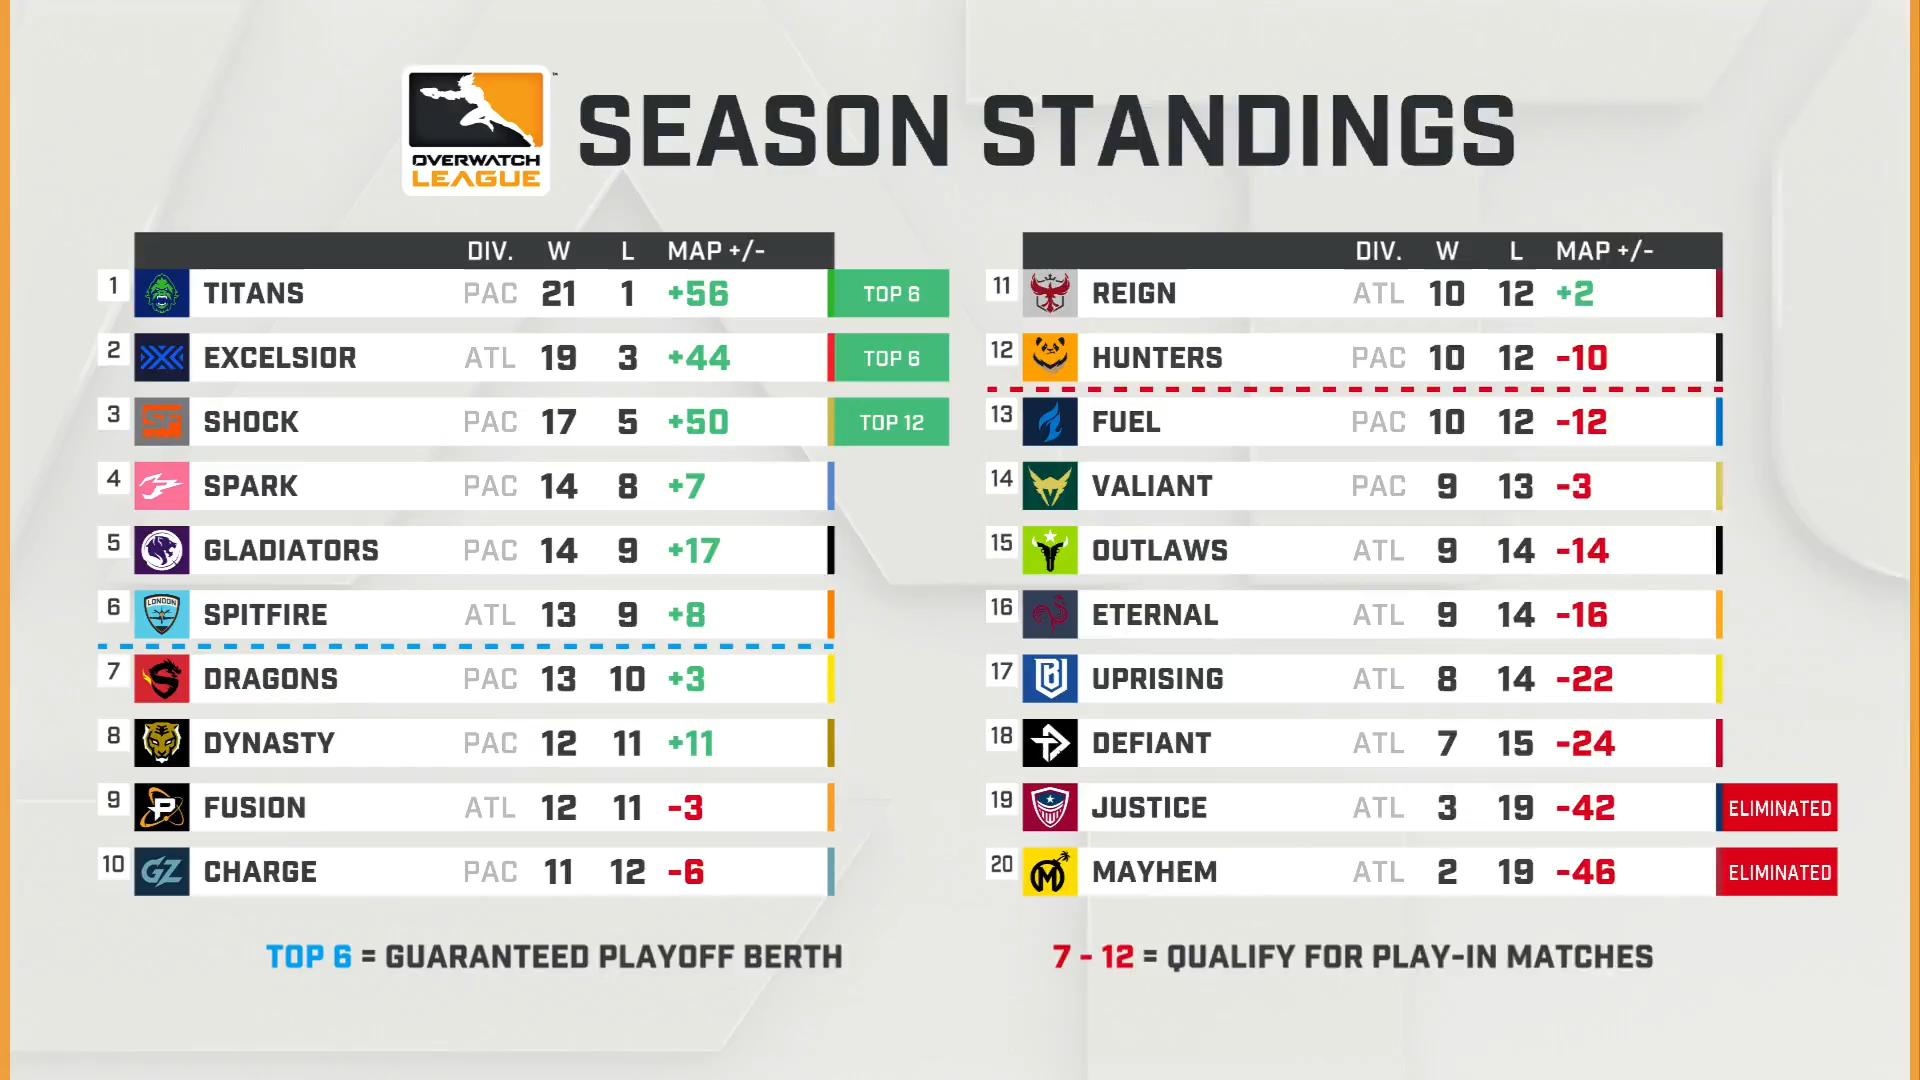 OVERWATCH
LEAGUE
™
SEASON STANDINGS
DIV. W L MAP +/-
1 TITANS PAC 21 1 +56 TOP 6
2 EXCELSIOR ATL 19 3 +44 TOP 6
3 SF SHOCK PAC 17 5 +50 TOP 12
4 SPARK PAC 14 8 +7
5 GLADIATORS PAC 14 9 +17
6 LONDON SPITFIRE ATL 13 9 +8
7 DRAGONS PAC 13 10 +3
8 DYNASTY PAC 12 11 +11
9 P FUSION ATL 12 11 -3
10 GZ CHARGE PAC 11 12 -6
DIV. W L MAP +/-
11 REIGN ATL 10 12 +2
12 HUNTERS PAC 10 12 -10
13 FUEL PAC 10 12 -12
14 VALIANT PAC 9 13 -3
15 OUTLAWS ATL 9 14 -14
16 ETERNAL ATL 9 14 -16
17 B UPRISING ATL 8 14 -22
18 DEFIANT ATL 7 15 -24
19 JUSTICE ATL 3 19 -42 ELIMINATED
20 M MAYHEM ATL 2 19 -46 ELIMINATED
TOP 6 = GUARANTEED PLAYOFF BERTH
7 - 12 = QUALIFY FOR PLAY-IN MATCHES